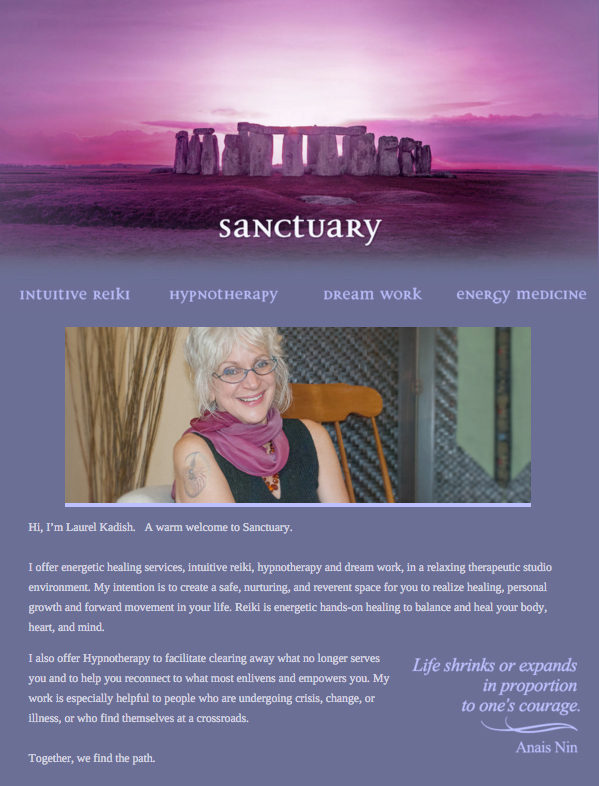 sanctuary
intuitive reiki hypnotherapy dream work energy medicine
Hi, I'm Laurel Kadish. A warm welcome to Sanctuary.
I offer energetic healing services, intuitive reiki, hypnotherapy and dream work, in a relaxing therapeutic studio
environment. My intention is to create a safe, nurturing, and reverent space for you to realize healing, personal
growth and forward movement in your life. Reiki is energetic hands-on healing to balance and heal your body,
heart, and mind.
I also offer Hypnotherapy to facilitate clearing away what no longer serves
you and to help you reconnect to what most enlivens and empowers you. My
work is especially helpful to people who are undergoing crisis, change, or
illness, or who find themselves at a crossroads.
Together, we find the path.
Life shrinks or expands
in proportion
to one's courage.
Anais Nin